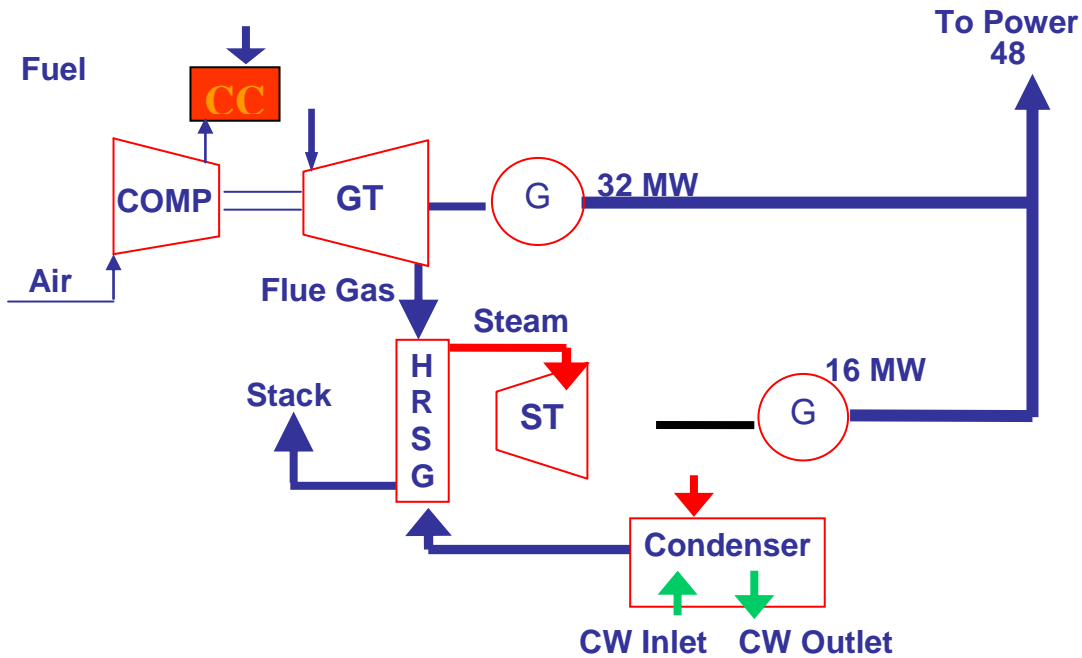 To Power
48
Fuel
CC
COMP
GT
G
32 MW
Air
Flue Gas
Steam
H
R
S
G
16 MW
G
Stack
ST
Condenser
CW Inlet
CW Outlet